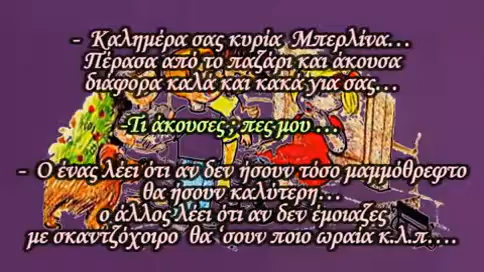 - Καλημέρα σας κυρία Μπερλίνα...
Πέρασα από το παζάρι και άκουσα
διάφορα καλά και κακά για σας...
-Τι άκουσες ; πες μου ...
- Ο ένας λέει ότι αν δεν ήσουν τόσο μαμμόθρεφτο
θα ήσουν καλύτερη...
ο άλλος λέει ότι αν δεν έμοιαζες
με σκαντζόχοιρο θα 'σουν ποιο ωραία κ.λ.π....